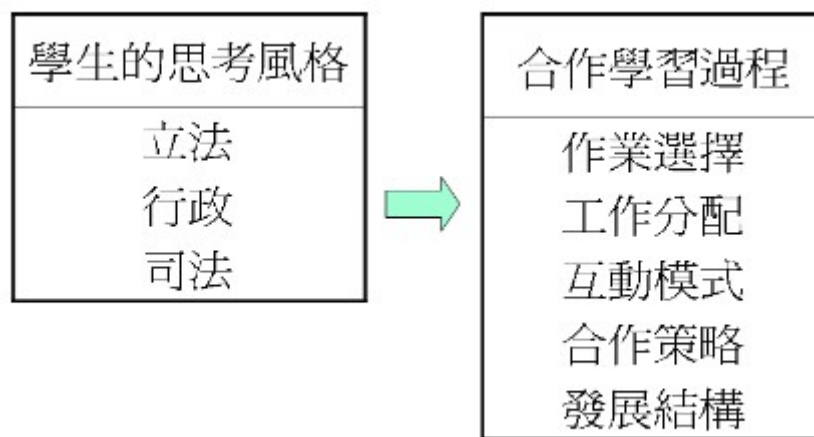 學生的思考風格
立法
行政
司法
合作學習過程
作業選擇
工作分配
互動模式
合作策略
發展結構